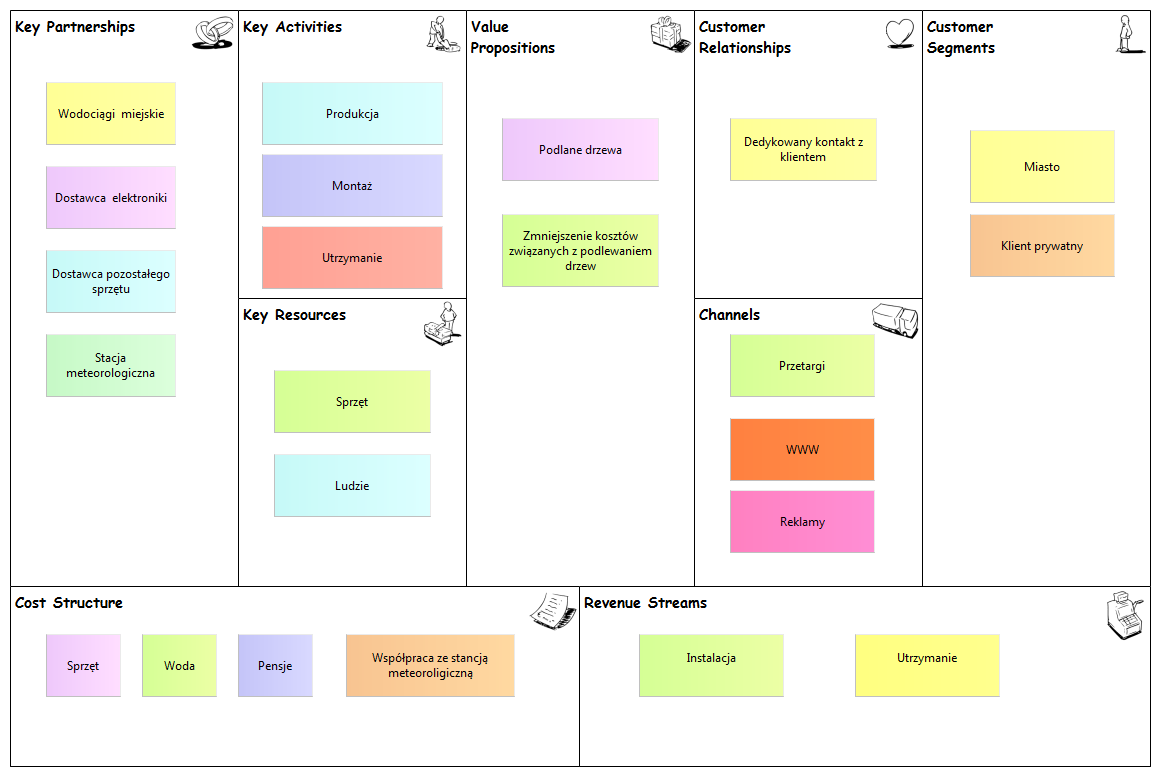 Key Partnerships
Wodociągi miejskie
Dostawca elektroniki
Dostawca pozostałego
sprzętu
Stacja
meteorologiczna
Key Activities
Produkcja
Montaż
Utrzymanie
Key Resources
Sprzęt
Ludzie
Value
Propositions
Podlane drzewa
Zmniejszenie kosztów
związanych z podlewaniem
drzew
Customer
Relationships
Dedykowany kontakt z
klientem
Channels
Przetargi
WWW
Reklamy
Customer
Segments
Miasto
Klient prywatny
Cost Structure
Sprzęt
Woda
Pensje
Współpraca ze stancją
meteoroligiczną
Revenue Streams
Instalacja
Utrzymanie